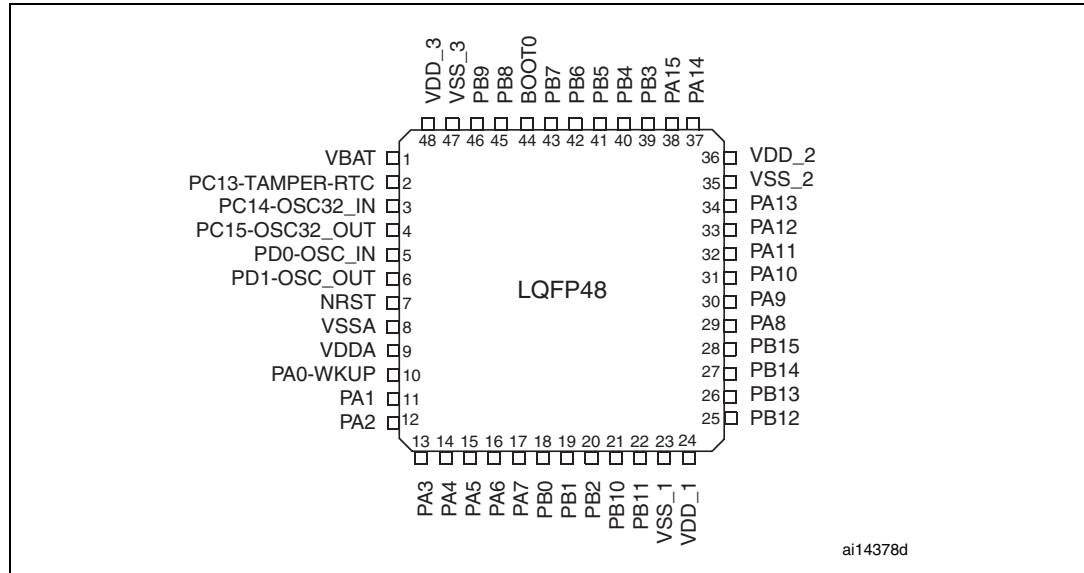 VDD_3
VSS_3
PB9
PB8
BOOT0
PB7
PB6
PB5
PB4
PB3
PA15
PA14
48 47 46 45 44 43 42 41 40 39 38 37
VBAT 1
PC13-TAMPER-RTC 2
PC14-OSC32_IN 3
PC15-OSC32_OUT 4
PD0-OSC_IN 5
PD1-OSC_OUT 6
NRST 7
VSSA 8
VDDA 9
PA0-WKUP 10
PA1 11
PA2 12
LQFP48
36 VDD_2
35 VSS_2
34 PA13
33 PA12
32 PA11
31 PA10
30 PA9
29 PA8
28 PB15
27 PB14
26 PB13
25 PB12
13 14 15 16 17 18 19 20 21 22 23 24
PA3
PA4
PA5
PA6
PA7
PB0
PB1
PB2
PB10
PB11
VSS_1
VDD_1
ai14378d